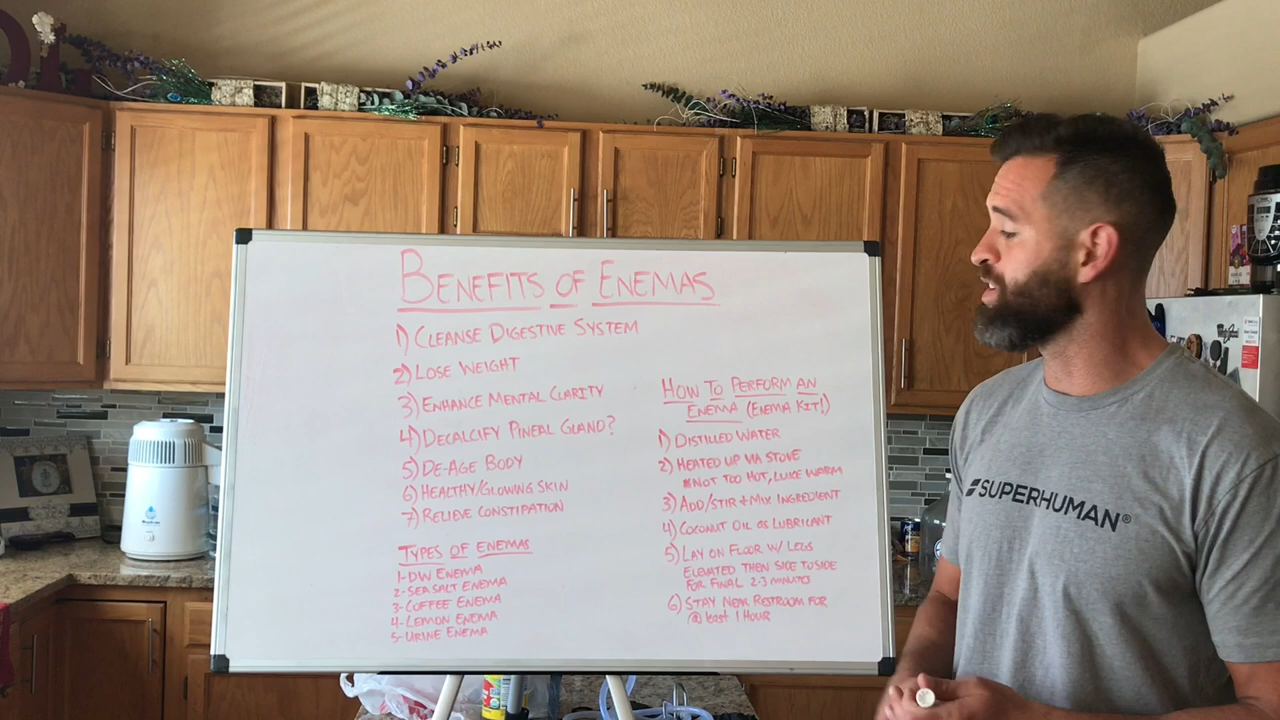 BENEFITS OF ENEMAS
1) CLEANSE DIGESTIVE SYSTEM
2) LOSE WEIGHT
3) ENHANCE MENTAL CLARITY
4) DECALCIFY PINEAL GLAND?
5) DE-AGE BODY
6) HEALTHY/GLOWING SKIN
7) RELIEVE CONSTIPATION
TYPES OF ENEMAS
1-DW ENEMA
2-SEA SALT ENEMA
3-COFFEE ENEMA
4-LEMON ENEMA
5-URINE ENEMA
HOW TO PERFORM AN
ENEMA (ENEMA KIT!)
1) DISTILLED WATER
2) HEATED UP VIA STOVE
NOT TOO HOT, LUKE WARM
3) ADD/STIR + MIX INGREDIENT
4) COCONUT OIL as LUBRICANT
5) LAY ON FLOOR W/ LEGS
ELEVATED THEN SIDE TO SIDE
FOR FINAL 2-3 MINUTES
6) STAY NEAR RESTROOM FOR
@ least 1 HOUR
SUPERHUMAN®